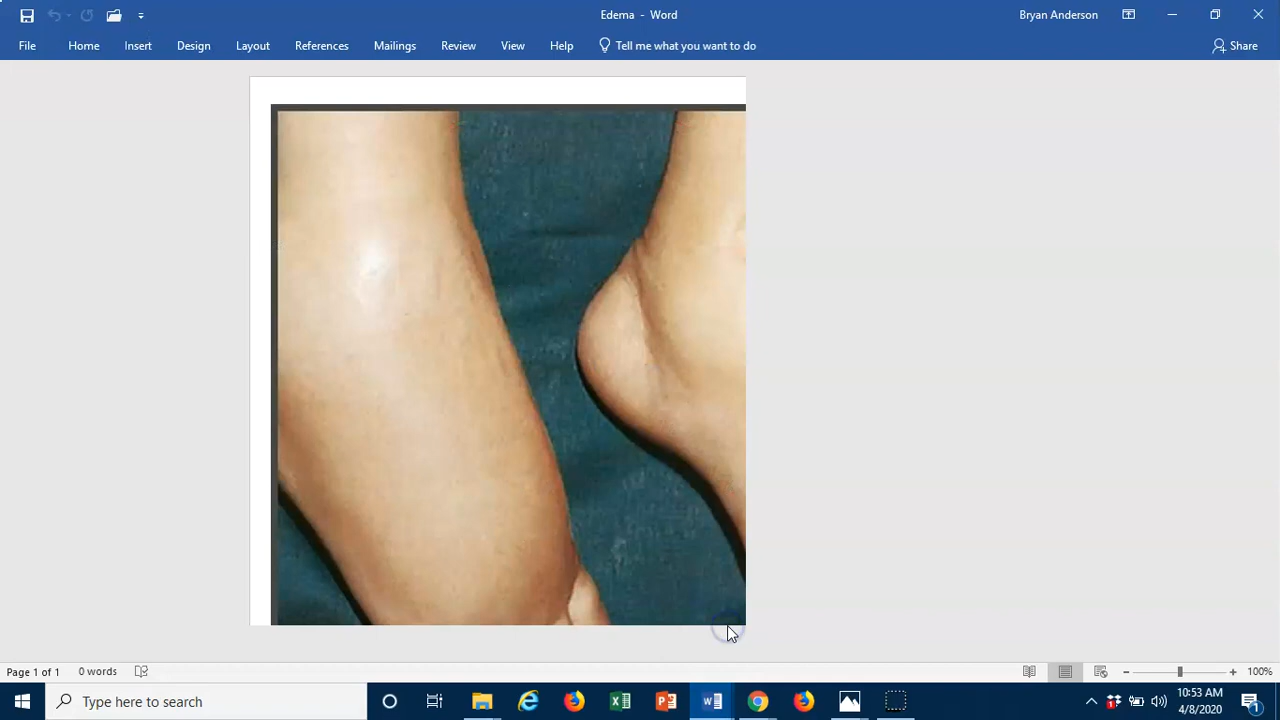 Edema - Word
Bryan Anderson
File Home Insert Design Layout References Mailings Review View Help Tell me what you want to do Share
Page 1 of 1 0 words 100%
Type here to search
10:53 AM
4/8/2020
1